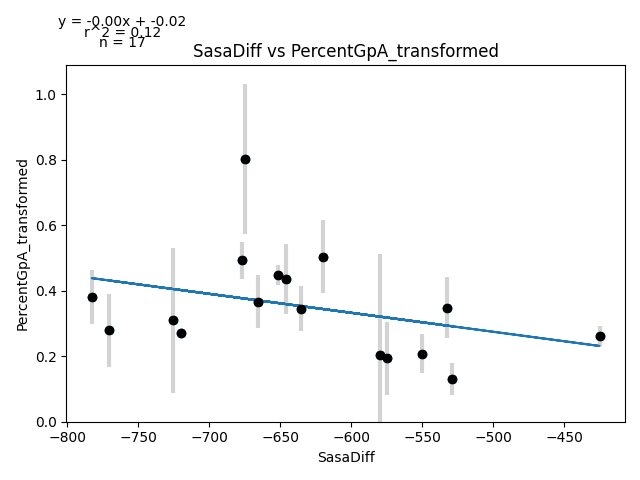 y = -0.00x + -0.02
r^2 = 0.12
n = 17
SasaDiff vs PercentGpA_transformed
PercentGpA_transformed
1.0
0.8
0.6
0.4
0.2
0.0
−800 −750 −700 −650 −600 −550 −500 −450
SasaDiff